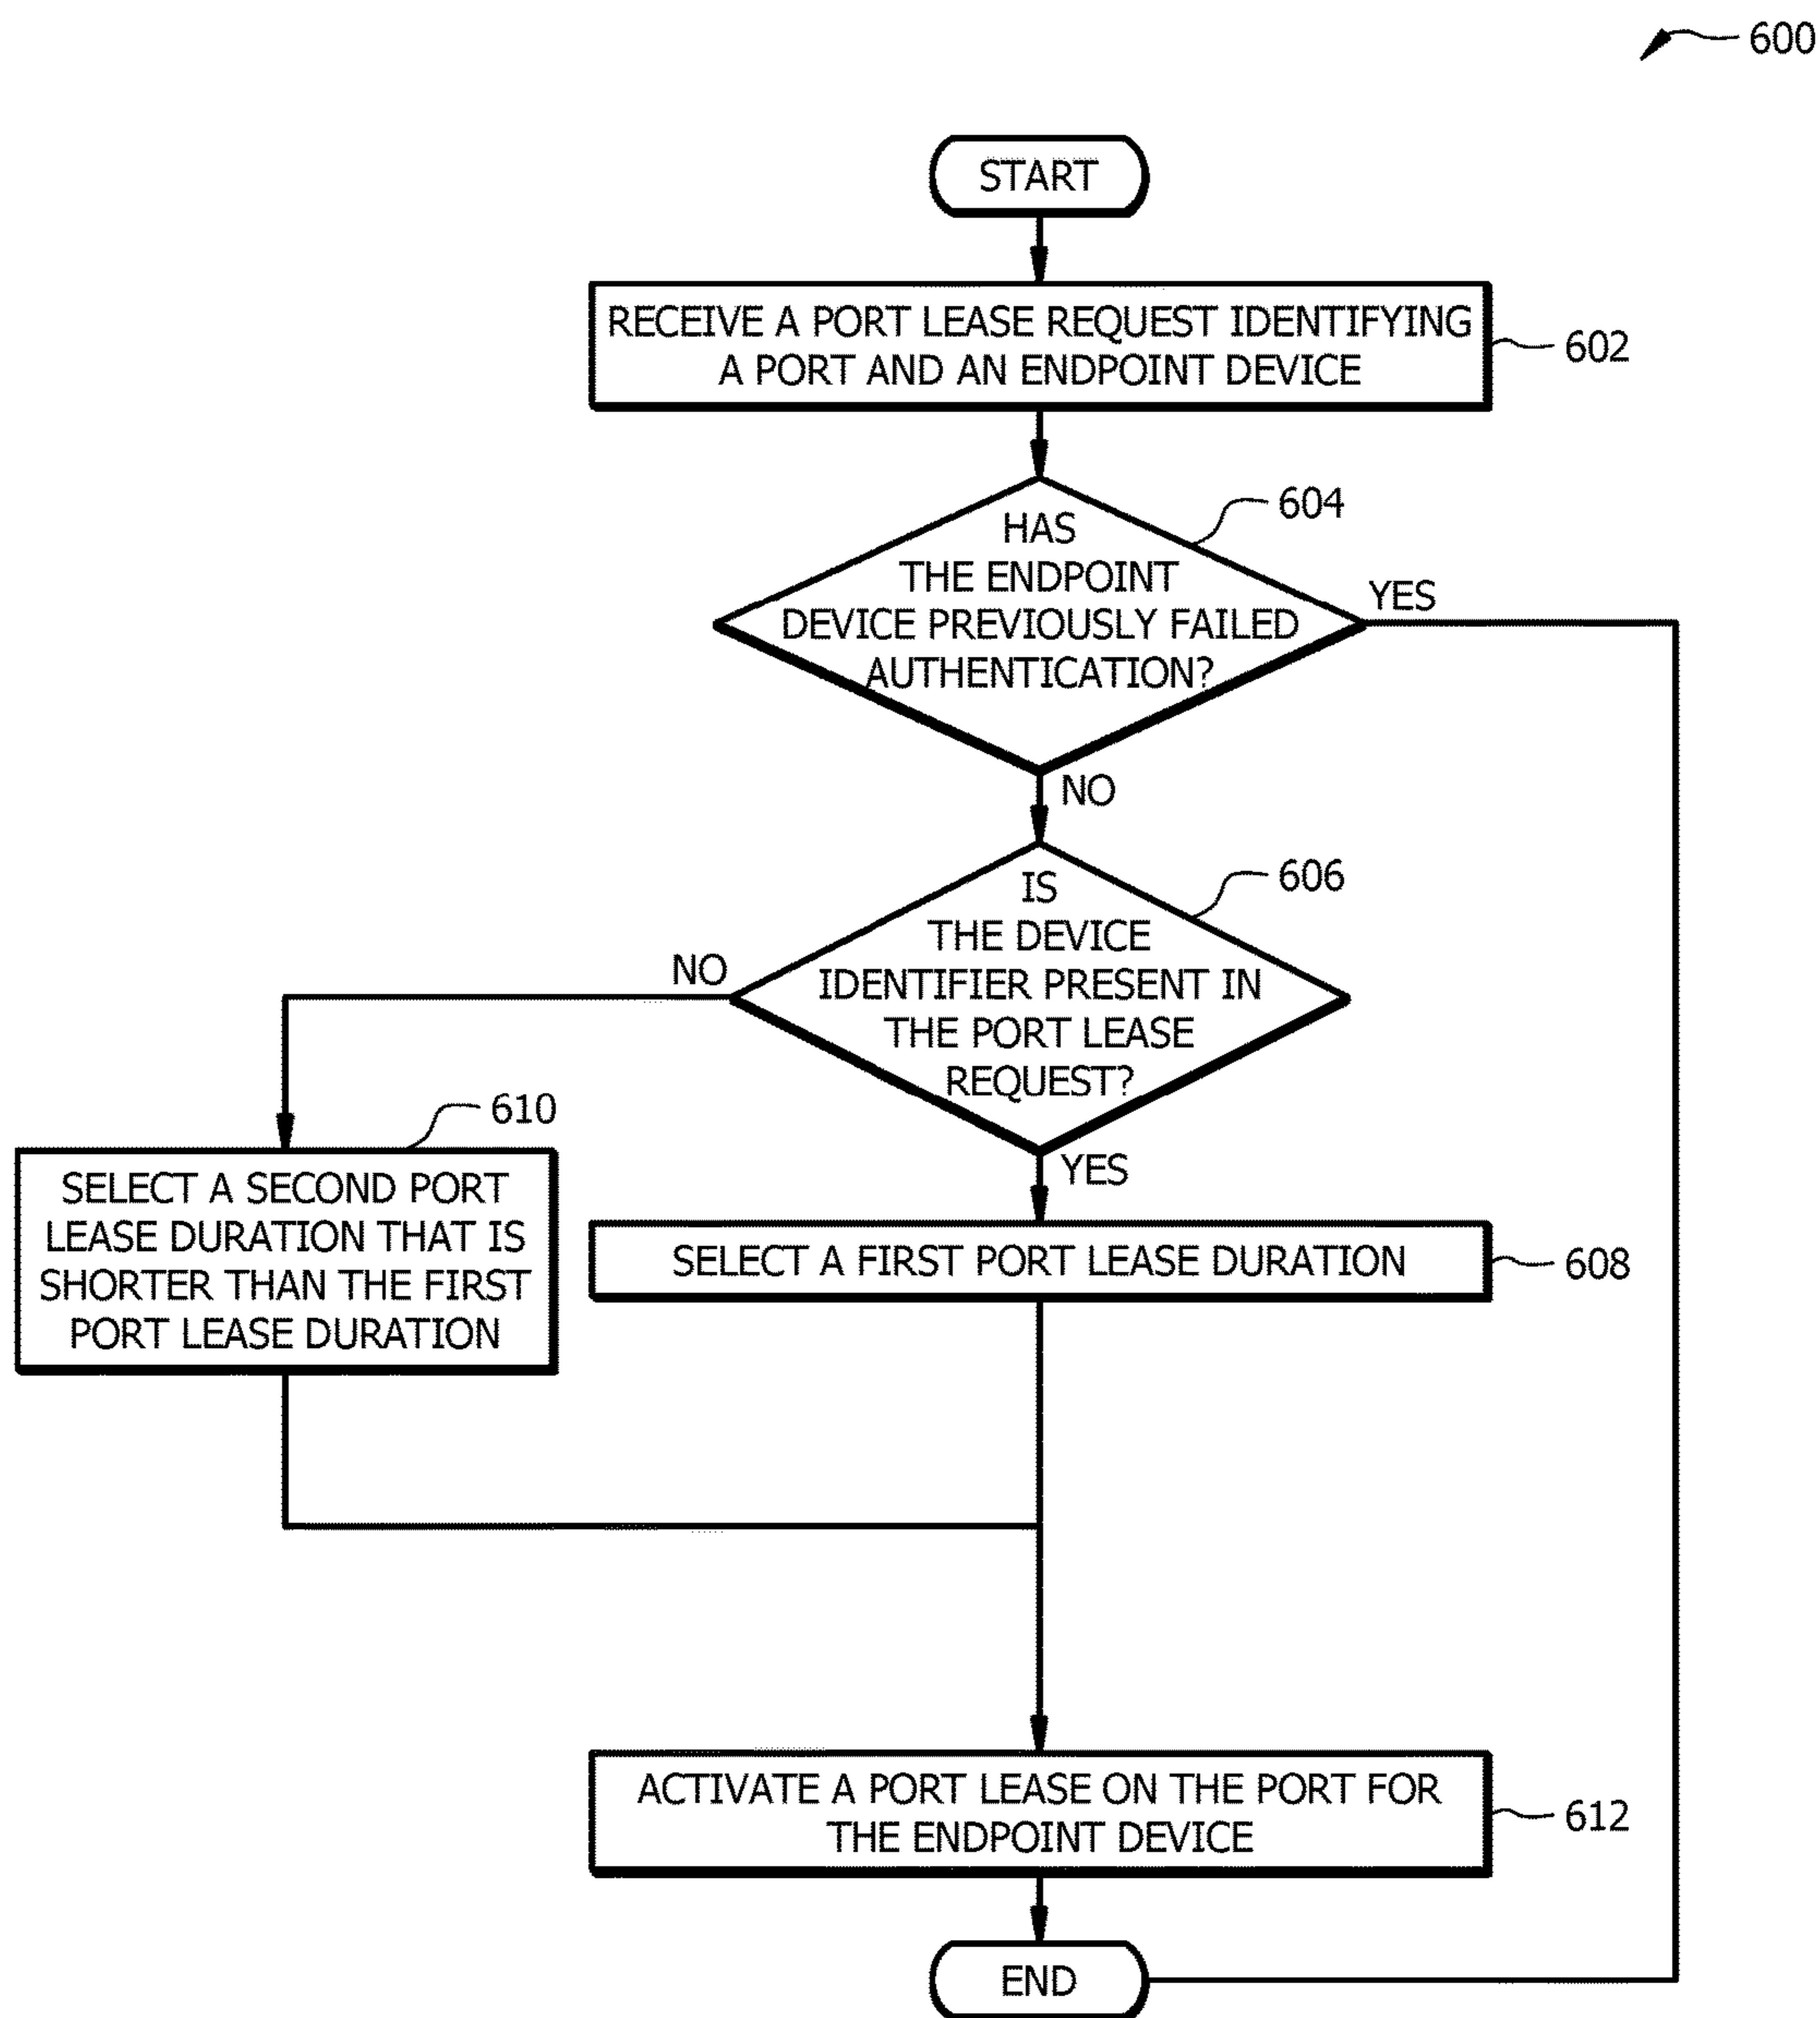 600
START
RECEIVE A PORT LEASE REQUEST IDENTIFYING
A PORT AND AN ENDPOINT DEVICE
602
604
HAS
THE ENDPOINT
DEVICE PREVIOUSLY FAILED
AUTHENTICATION?
YES
NO
606
IS
THE DEVICE
IDENTIFIER PRESENT IN
THE PORT LEASE
REQUEST?
NO
YES
610
SELECT A SECOND PORT
LEASE DURATION THAT IS
SHORTER THAN THE FIRST
PORT LEASE DURATION
SELECT A FIRST PORT LEASE DURATION
608
ACTIVATE A PORT LEASE ON THE PORT FOR
THE ENDPOINT DEVICE
612
END